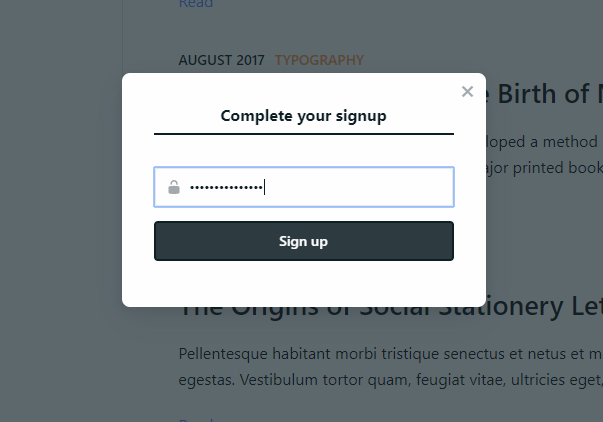 Read
AUGUST 2017 TYPOGRAPHY
Birth of
Complete your signup
loped a method
ajor printed book
•••••••••••••••
Sign up
The Origins of Social Stationery
Pellentesque habitant morbi tristique senectus et netus et
egestas. Vestibulum tortor quam, feugiat vitae, ultricies eget,